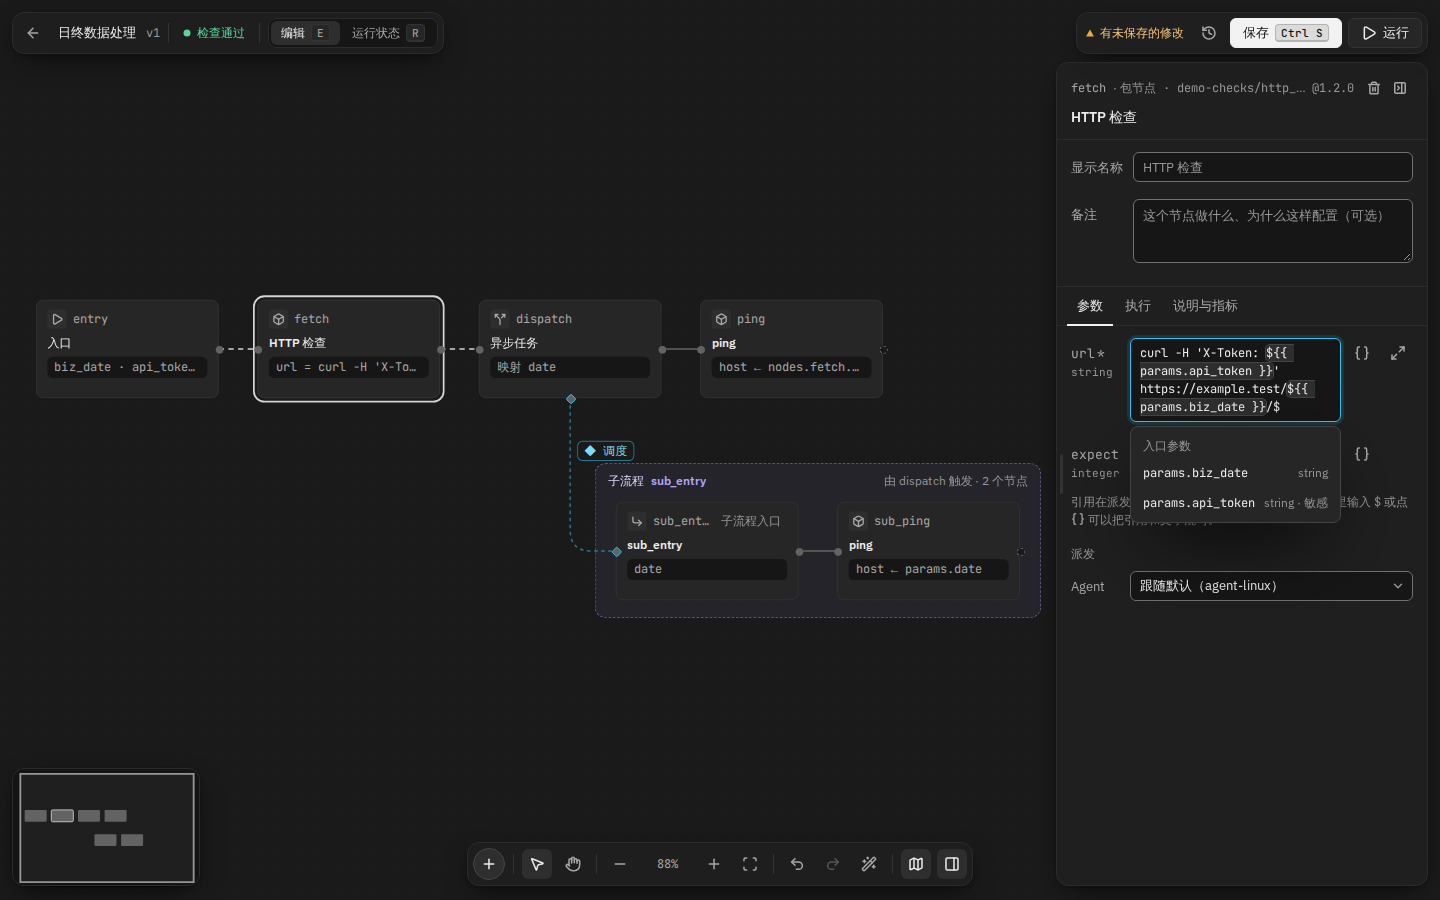 日终数据处理 v1
检查通过
编辑 E
运行状态 R
有未保存的修改
保存 Ctrl S
运行
fetch · 包节点 · demo-checks/http_… @1.2.0
HTTP 检查
显示名称
HTTP 检查
备注
这个节点做什么、为什么这样配置（可选）
参数
执行
说明与指标
url*
string
curl -H 'X-Token: ${{
params.api_token }}'
https://example.test/${{
params.biz_date }}/$
入口参数
params.biz_date string
params.api_token string · 敏感
expect
integer
引用在派发
里输入 $ 或点
{} 可以把引
派发
Agent
跟随默认（agent-linux）
entry
入口
biz_date · api_toke…
fetch
HTTP 检查
url = curl -H 'X-To…
dispatch
异步任务
映射 date
ping
ping
host ← nodes.fetch.…
调度
子流程 sub_entry
由 dispatch 触发 · 2 个节点
sub_ent… 子流程入口
sub_entry
date
sub_ping
ping
host ← params.date
88%